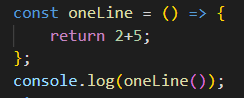 const oneLine = () => {
    return 2+5;
};
console.log(oneLine());